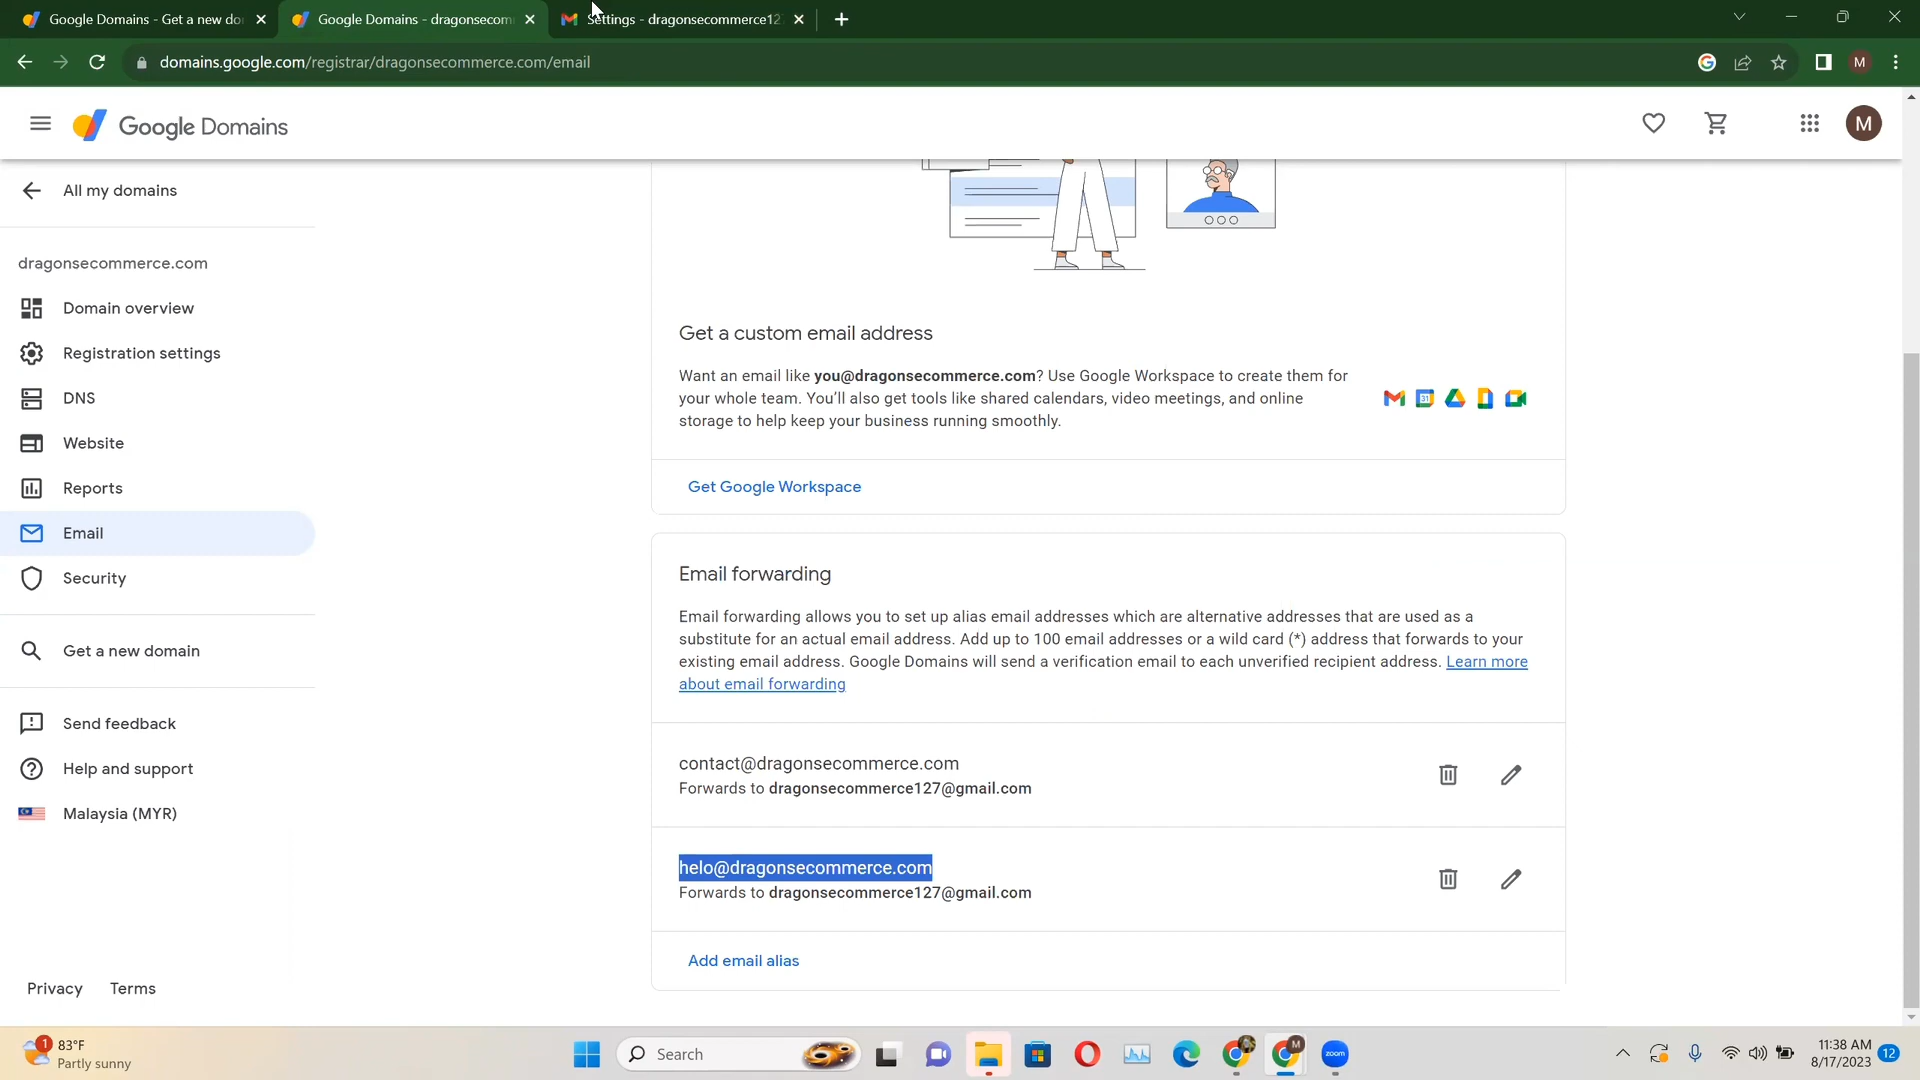 Google Domains - Get a new do
Google Domains - dragonsecom
Settings - dragonsecommerce12
domains.google.com/registrar/dragonsecommerce.com/email
M
Google Domains
M
All my domains
dragonsecommerce.com
Domain overview
Registration settings
DNS
Website
Reports
Email
Security
Get a new domain
Send feedback
Help and support
Malaysia (MYR)
Privacy Terms
Get a custom email address
Want an email like you@dragonsecommerce.com? Use Google Workspace to create them for
your whole team. You'll also get tools like shared calendars, video meetings, and online
storage to help keep your business running smoothly.
31
Get Google Workspace
Email forwarding
Email forwarding allows you to set up alias email addresses which are alternative addresses that are used as a
substitute for an actual email address. Add up to 100 email addresses or a wild card (*) address that forwards to your
existing email address. Google Domains will send a verification email to each unverified recipient address. Learn more
about email forwarding
contact@dragonsecommerce.com
Forwards to dragonsecommerce127@gmail.com
helo@dragonsecommerce.com
Forwards to dragonsecommerce127@gmail.com
Add email alias
1
83°F
Partly sunny
Search
M
zoom
11:38 AM
8/17/2023
12